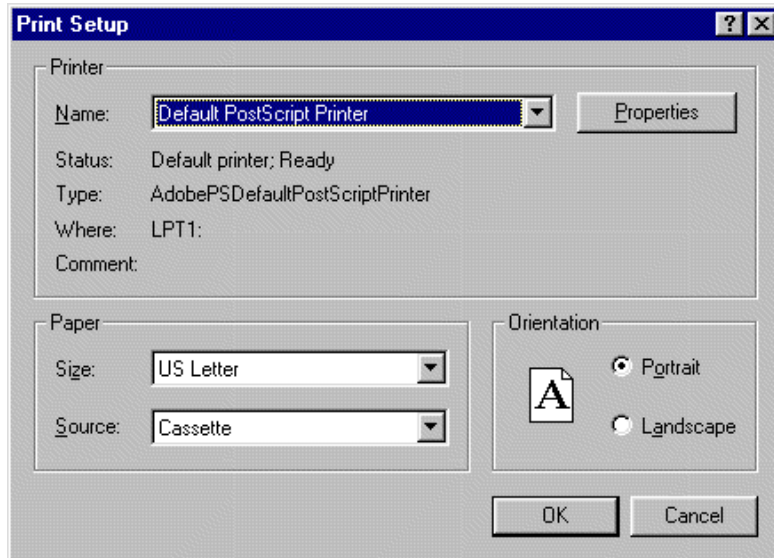 Print Setup
Printer
Name: Default PostScript Printer Properties
Status: Default printer; Ready
Type: AdobePSDefaultPostScriptPrinter
Where: LPT1:
Comment:
Paper
Size: US Letter
Source: Cassette
Orientation
A
Portrait
Landscape
OK Cancel